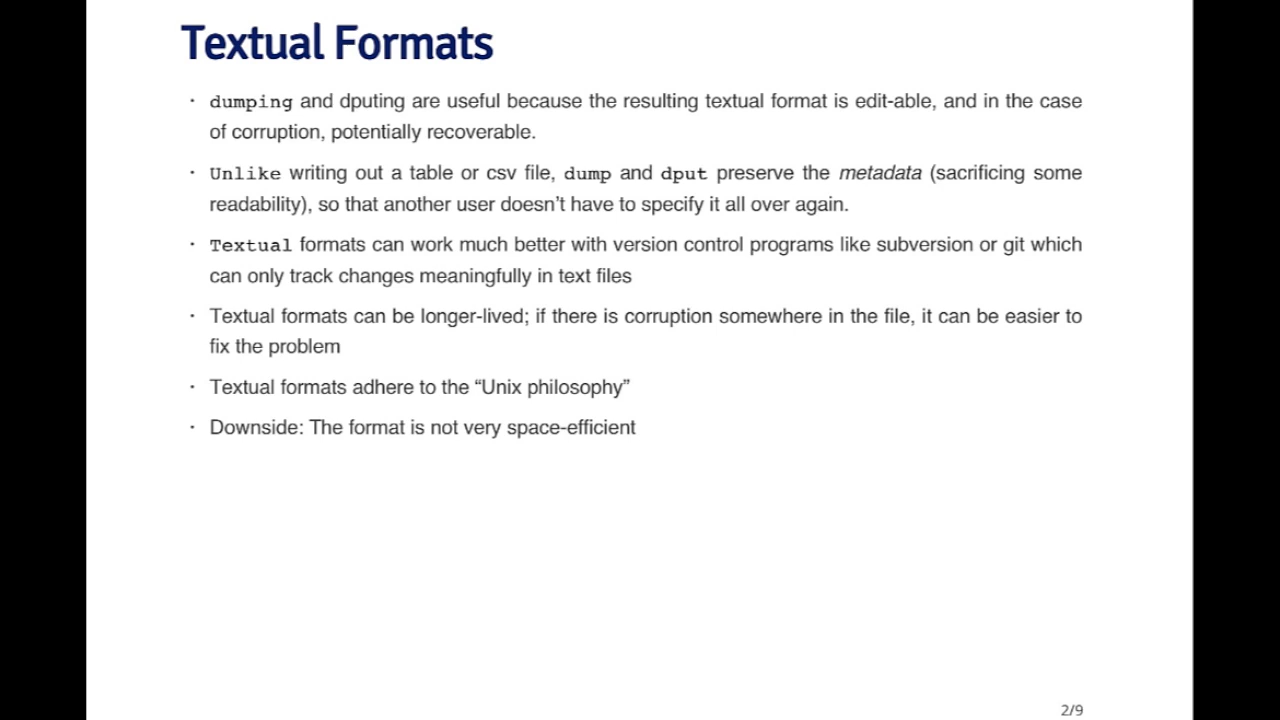 Textual Formats
· dumping and dputing are useful because the resulting textual format is edit-able, and in the case
of corruption, potentially recoverable.
· Unlike writing out a table or csv file, dump and dput preserve the metadata (sacrificing some
readability), so that another user doesn’t have to specify it all over again.
· Textual formats can work much better with version control programs like subversion or git which
can only track changes meaningfully in text files
· Textual formats can be longer-lived; if there is corruption somewhere in the file, it can be easier to
fix the problem
· Textual formats adhere to the “Unix philosophy”
· Downside: The format is not very space-efficient
2/9